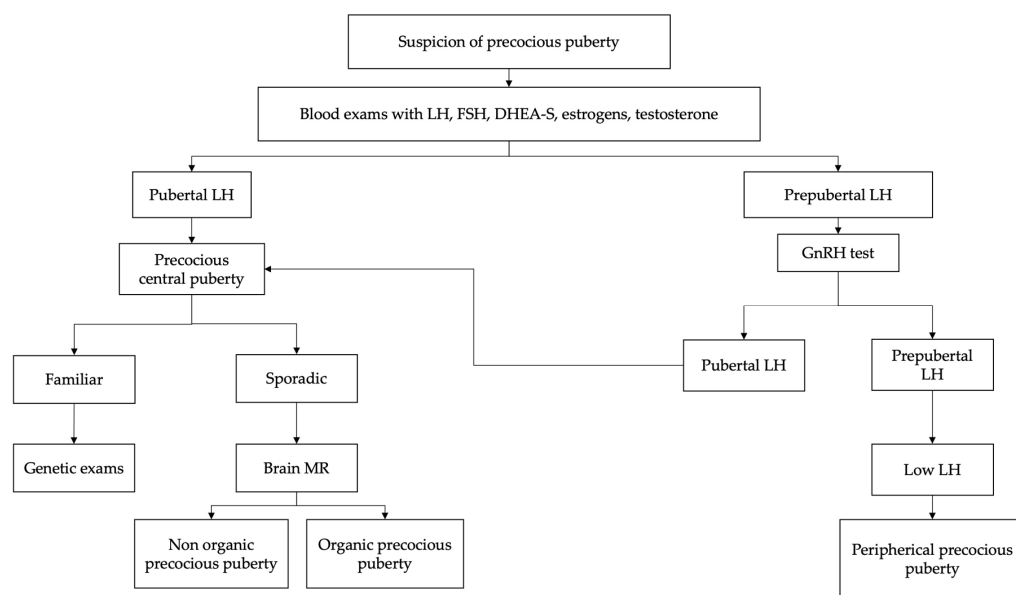 Suspicion of precocious puberty
Blood exams with LH, FSH, DHEA-S, estrogens, testosterone
Pubertal LH
Prepubertal LH
Precocious
central puberty
GnRH test
Familiar
Sporadic
Pubertal LH
Prepubertal
LH
Genetic exams
Brain MR
Low LH
Non organic
precocious puberty
Organic precocious
puberty
Peripherical precocious
puberty